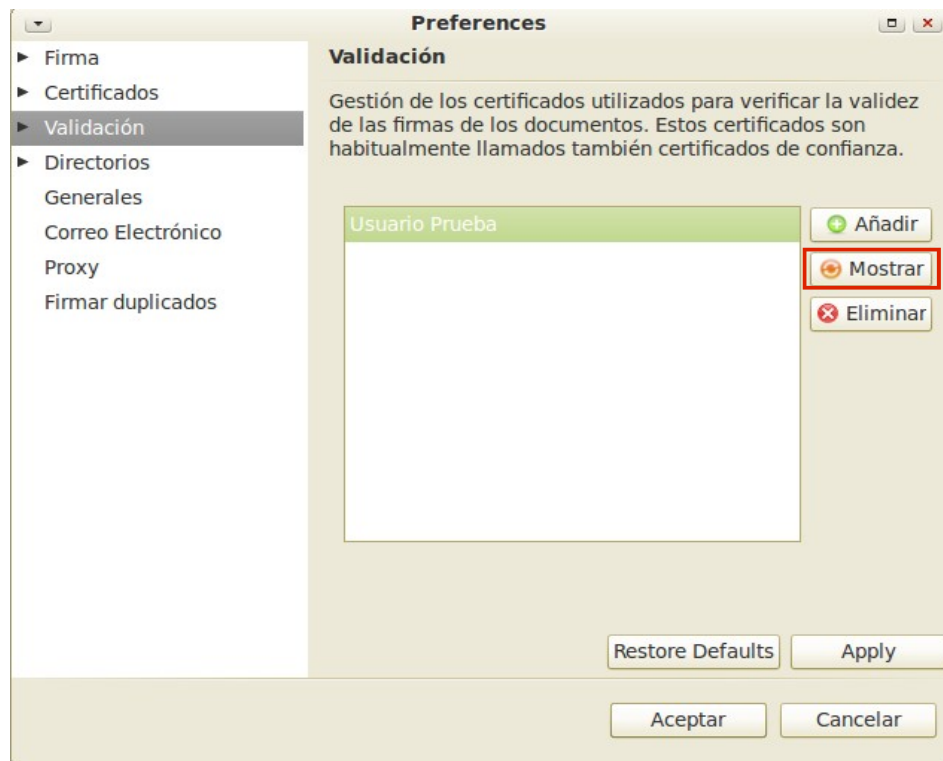 Preferences
Firma
Certificados
Validación
Directorios
Generales
Correo Electrónico
Proxy
Firmar duplicados
Validación
Gestión de los certificados utilizados para verificar la validez
de las firmas de los documentos. Estos certificados son
habitualmente llamados también certificados de confianza.
Usuario Prueba
Añadir
Mostrar
Eliminar
Restore Defaults
Apply
Aceptar
Cancelar